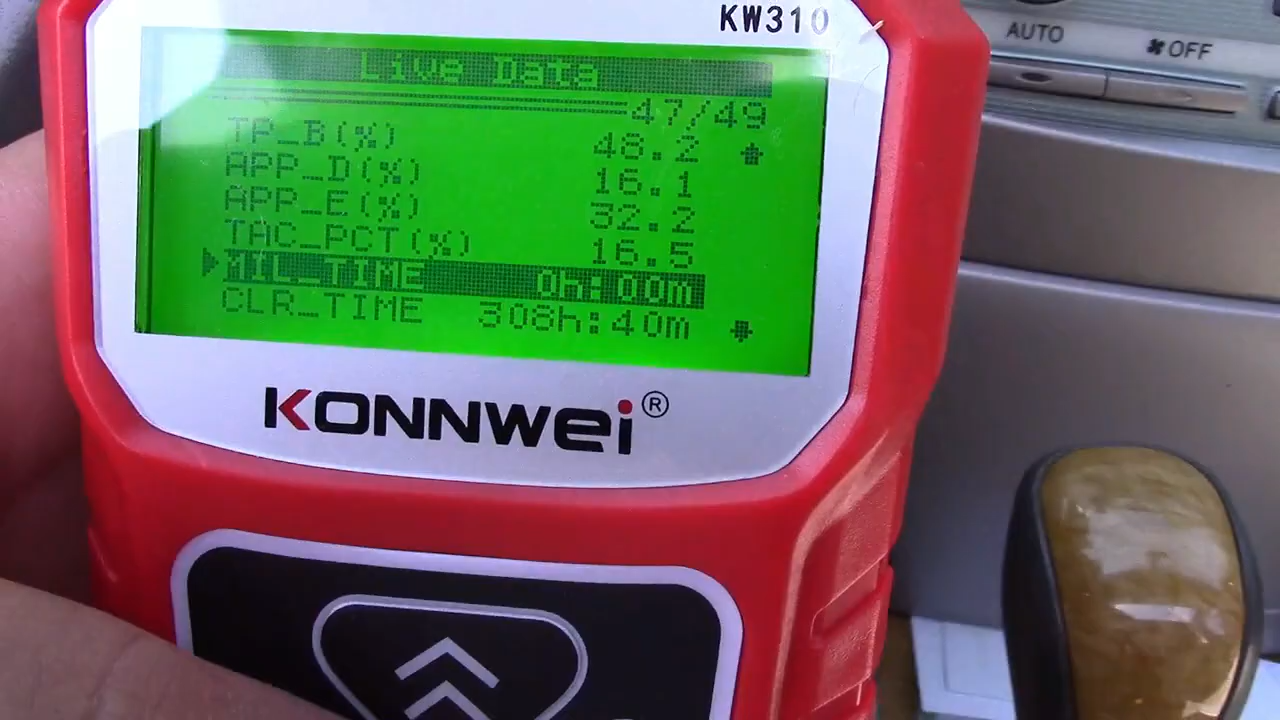 KW310
AUTO
OFF
Live Data
47/49
TP_B(%) 48.2
APP_D(%) 16.1
APP_E(%) 32.2
TAC_PCT(%) 16.5
MIL_TIME 0h:00m
CLR_TIME 308h:40m
KONNWEi®